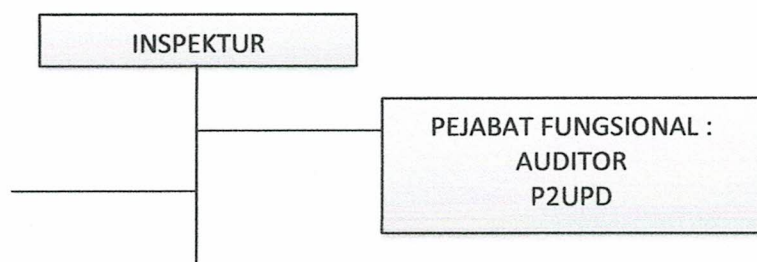 INSPEKTUR
PEJABAT FUNGSIONAL :
AUDITOR
P2UPD